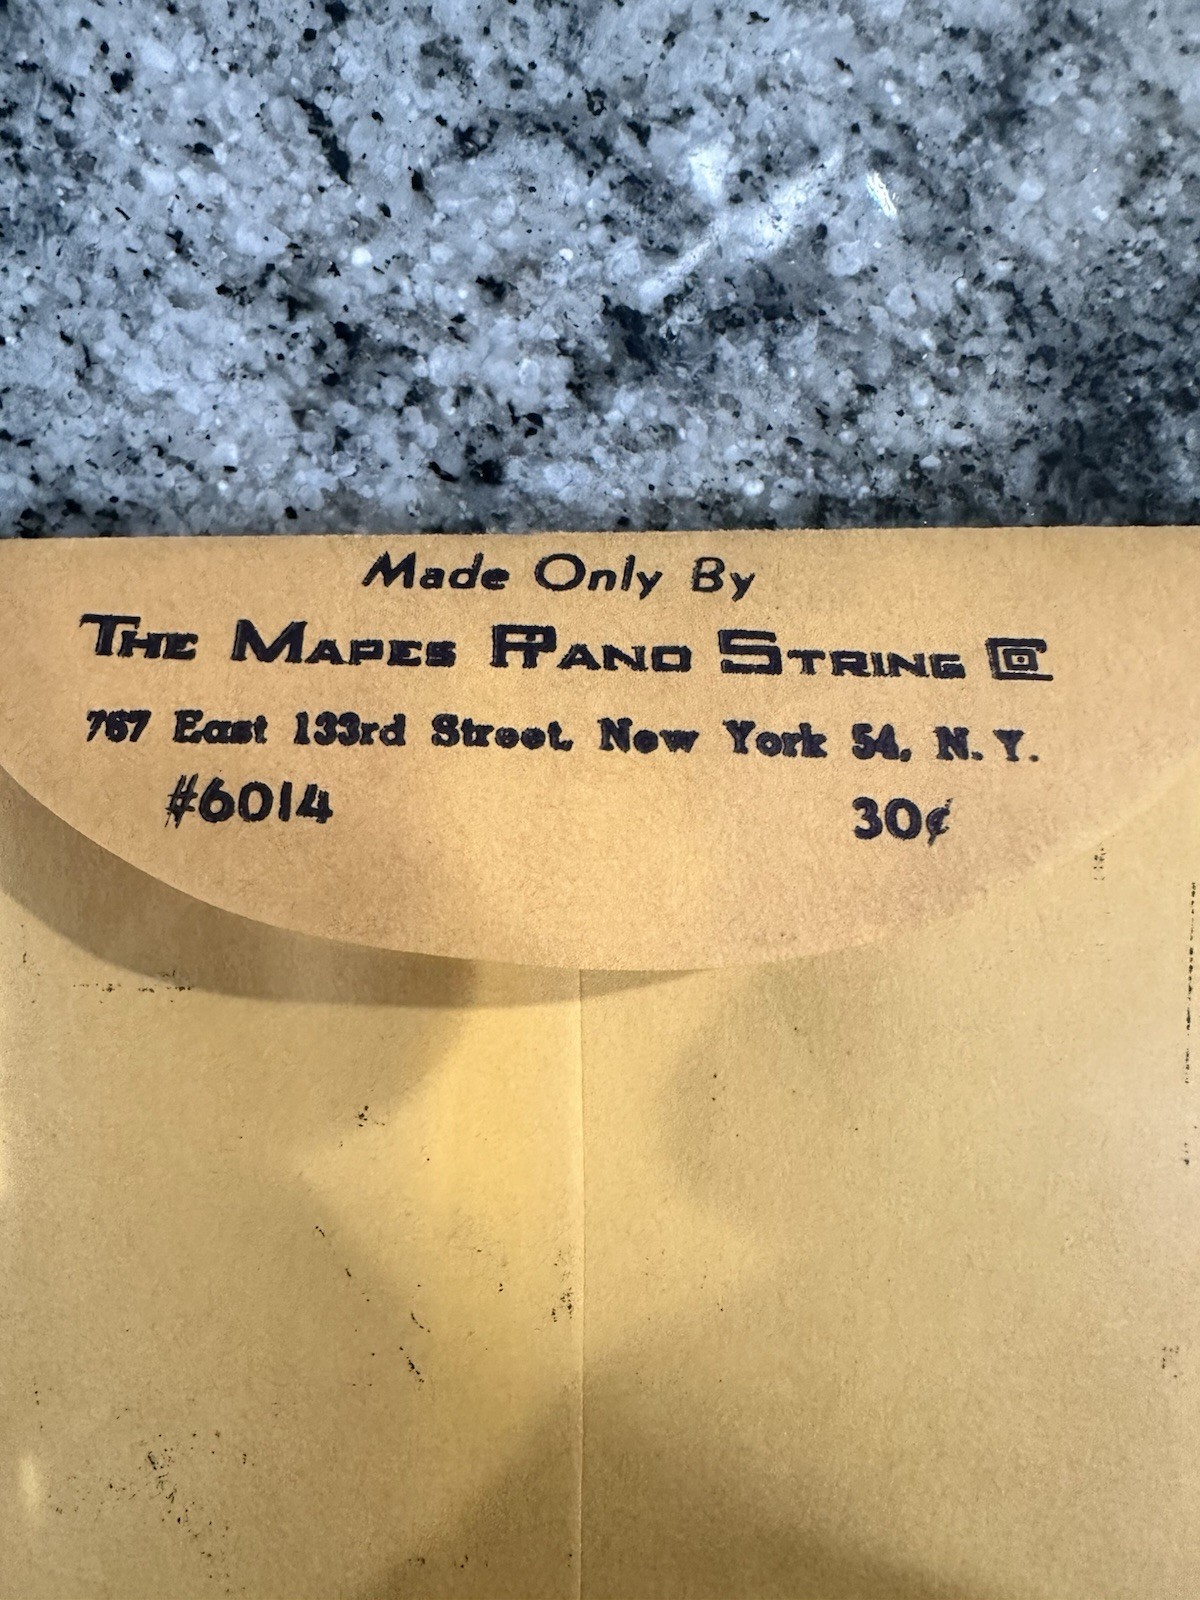 Made Only By
The Mapes Piano String Co
767 East 133rd Street, New York 54, N. Y.
#6014 30¢